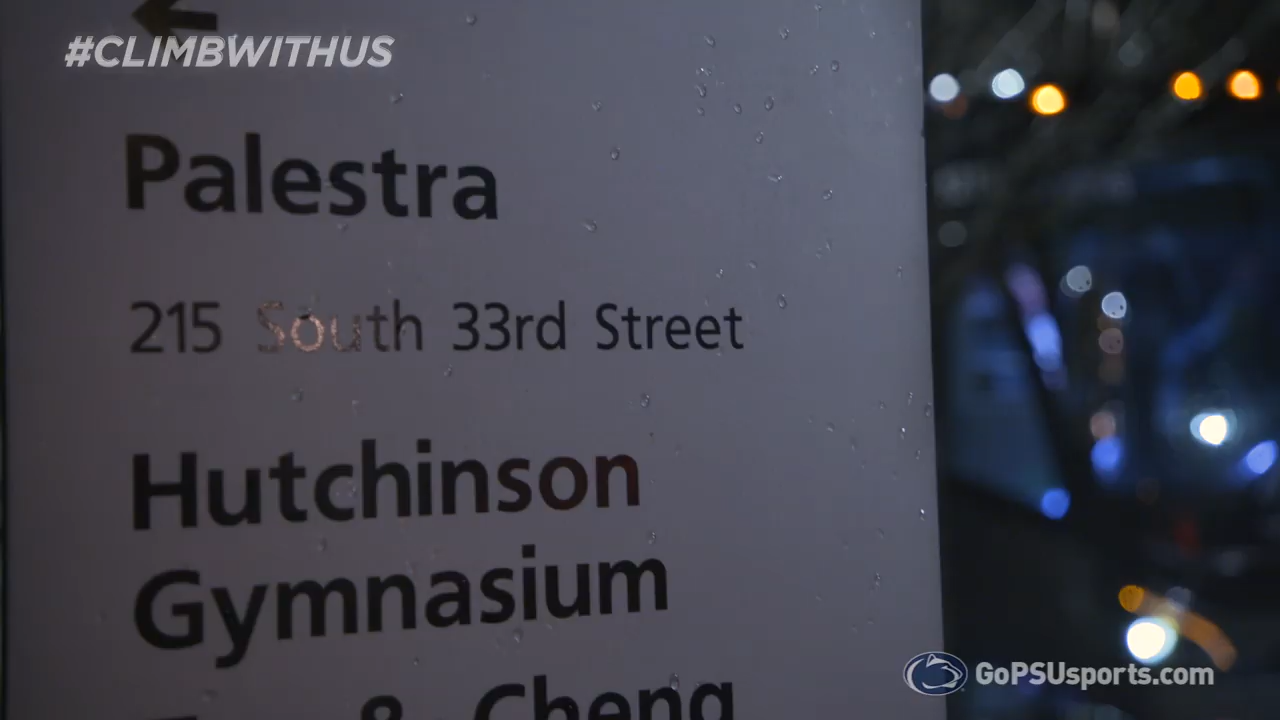 #CLIMBWITHUS
Palestra
215 South 33rd Street
Hutchinson
Gymnasium
& Cheng
GoPSUsports.com